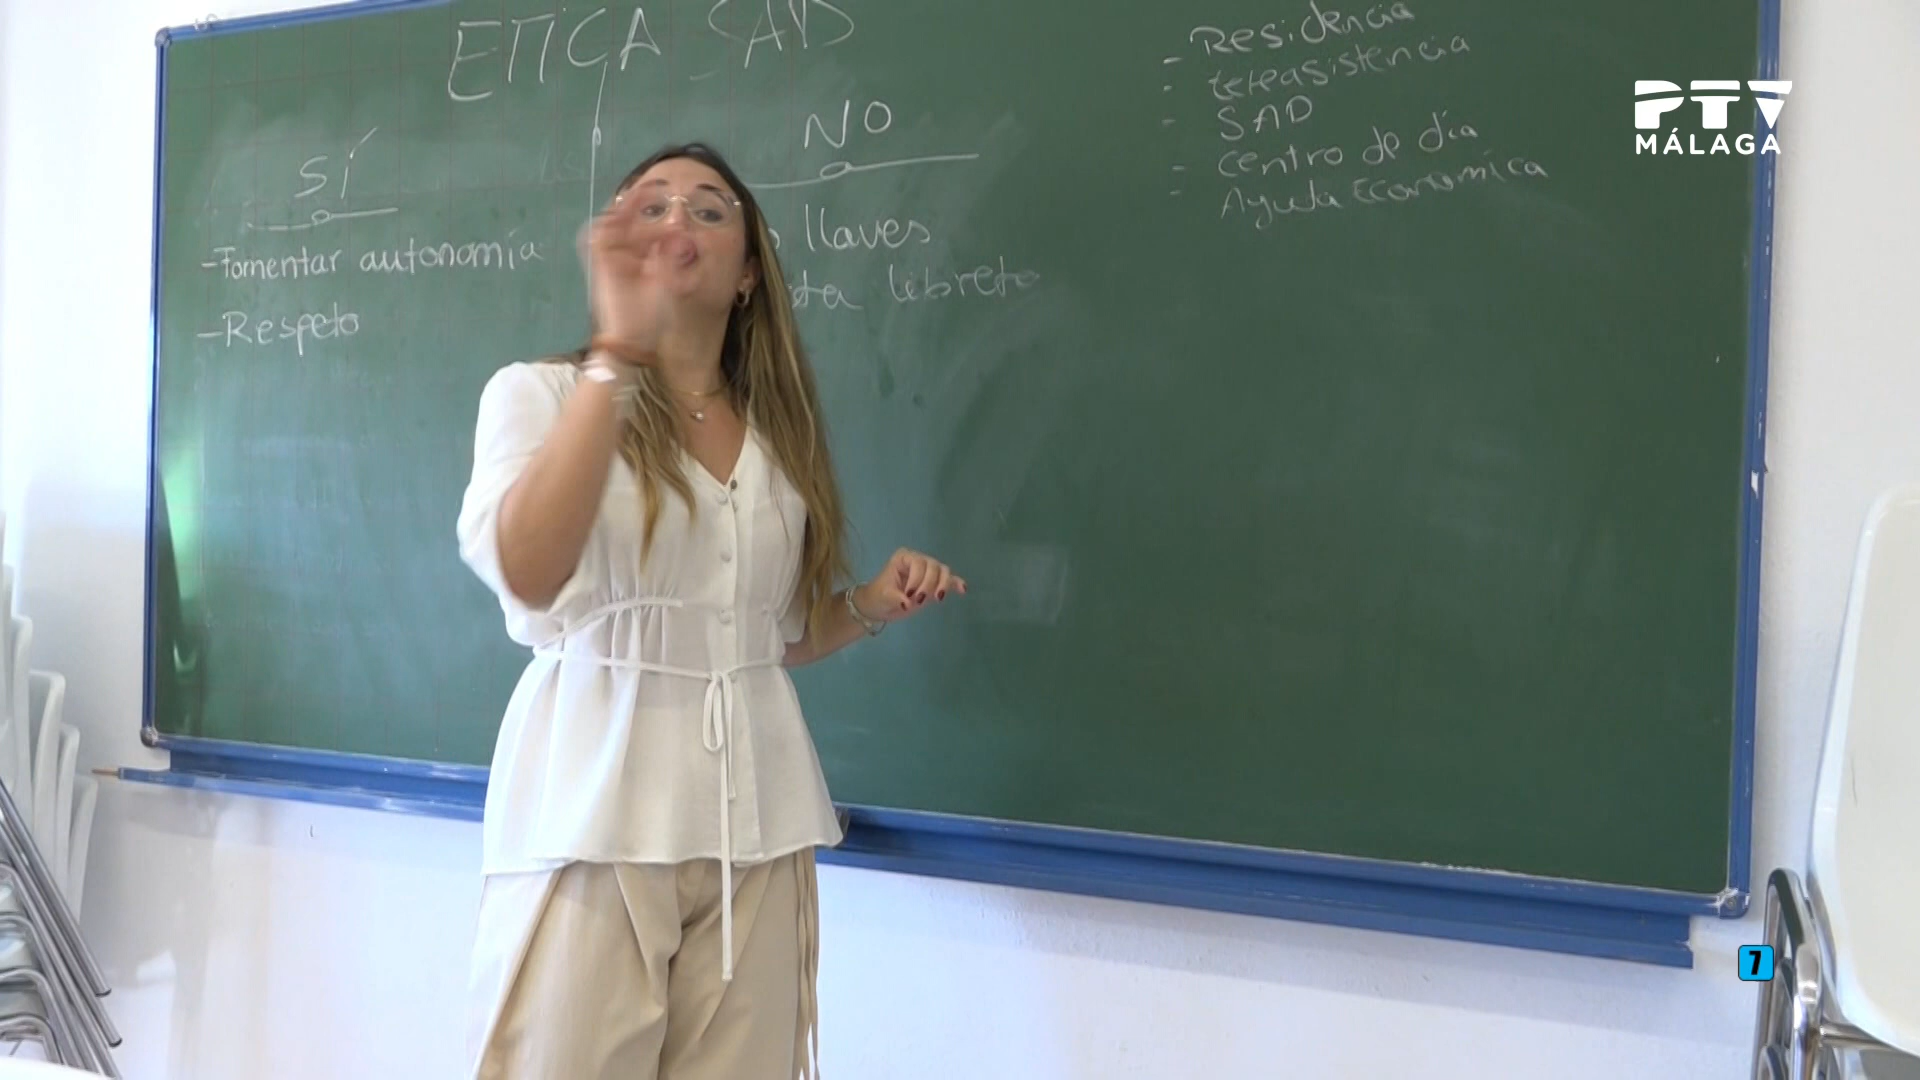 ETICA SAD
SÍ
-Fomentar autonomía
-Respeto
NO
llaves
libreta
- Residencia
- teleasistencia
- SAD
- centro de día
- Ayuda Economica
PTV
MÁLAGA
7